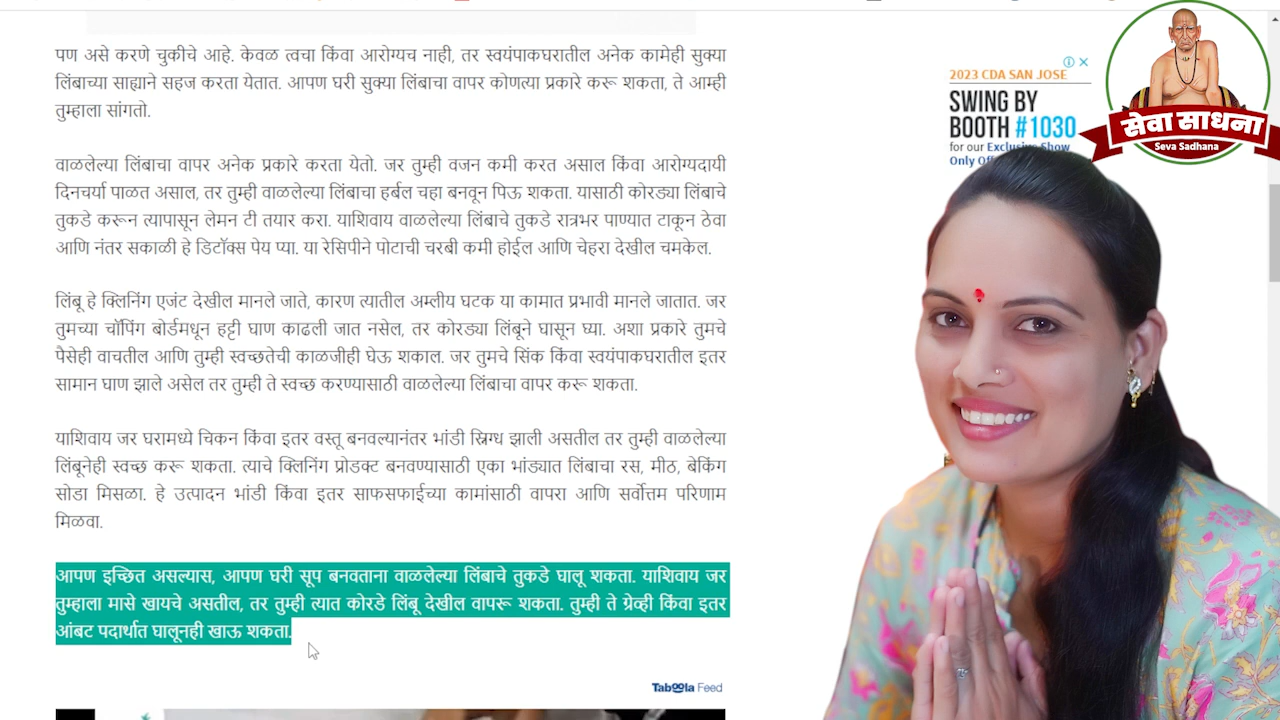 पण असे करणे चुकीचे आहे. केवळ त्वचा किंवा आरोग्यच नाही, तर स्वयंपाकघरातील अनेक कामेही सुक्या
लिंबाच्या साह्याने सहज करता येतात. आपण घरी सुक्या लिंबाचा वापर कोणत्या प्रकारे करू शकता, ते आम्ही
तुम्हाला सांगतो.
वाळलेल्या लिंबाचा वापर अनेक प्रकारे करता येतो. जर तुम्ही वजन कमी करत असाल किंवा आरोग्यदायी
दिनचर्या पाळत असाल, तर तुम्ही वाळलेल्या लिंबाचा हर्बल चहा बनवून पिऊ शकता. यासाठी कोरड्या लिंबाचे
तुकडे करून त्यापासून लेमन टी तयार करा. याशिवाय वाळलेल्या लिंबाचे तुकडे रात्रभर पाण्यात टाकून ठेवा
आणि नंतर सकाळी हे डिटॉक्स पेय प्या. या रेसिपीने पोटाची चरबी कमी होईल आणि चेहरा देखील चमकेल.
लिंबू हे क्लिनिंग एजंट देखील मानले जाते, कारण त्यातील अम्लीय घटक या कामात प्रभावी मानले जातात. जर
तुमच्या चॉपिंग बोर्डमधून हट्टी घाण काढली जात नसेल, तर कोरड्या लिंबूने घासून घ्या. अशा प्रकारे तुमचे
पैसेही वाचतील आणि तुम्ही स्वच्छतेची काळजीही घेऊ शकाल. जर तुमचे सिंक किंवा स्वयंपाकघरातील इतर
सामान घाण झाले असेल तर तुम्ही ते स्वच्छ करण्यासाठी वाळलेल्या लिंबाचा वापर करू शकता.
याशिवाय जर घरामध्ये चिकन किंवा इतर वस्तू बनवल्यानंतर भांडी स्निग्ध झाली असतील तर तुम्ही वाळलेल्या
लिंबूनेही स्वच्छ करू शकता. त्याचे क्लिनिंग प्रोडक्ट बनवण्यासाठी एका भांड्यात लिंबाचा रस, मीठ, बेकिंग
सोडा मिसळा. हे उत्पादन भांडी किंवा इतर साफसफाईच्या कामांसाठी वापरा आणि सर्वोत्तम परिणाम
मिळवा.
आपण इच्छित असल्यास, आपण घरी सूप बनवताना वाळलेल्या लिंबाचे तुकडे घालू शकता. याशिवाय जर
तुम्हाला मासे खायचे असतील, तर तुम्ही त्यात कोरडे लिंबू देखील वापरू शकता. तुम्ही ते ग्रेव्ही किंवा इतर
आंबट पदार्थात घालूनही खाऊ शकता.
Taboola Feed
2023 CDA SAN JOSE
SWING BY
BOOTH #1030
for our Exclusive Show
Only
सेवा साधना
Seva Sadhana